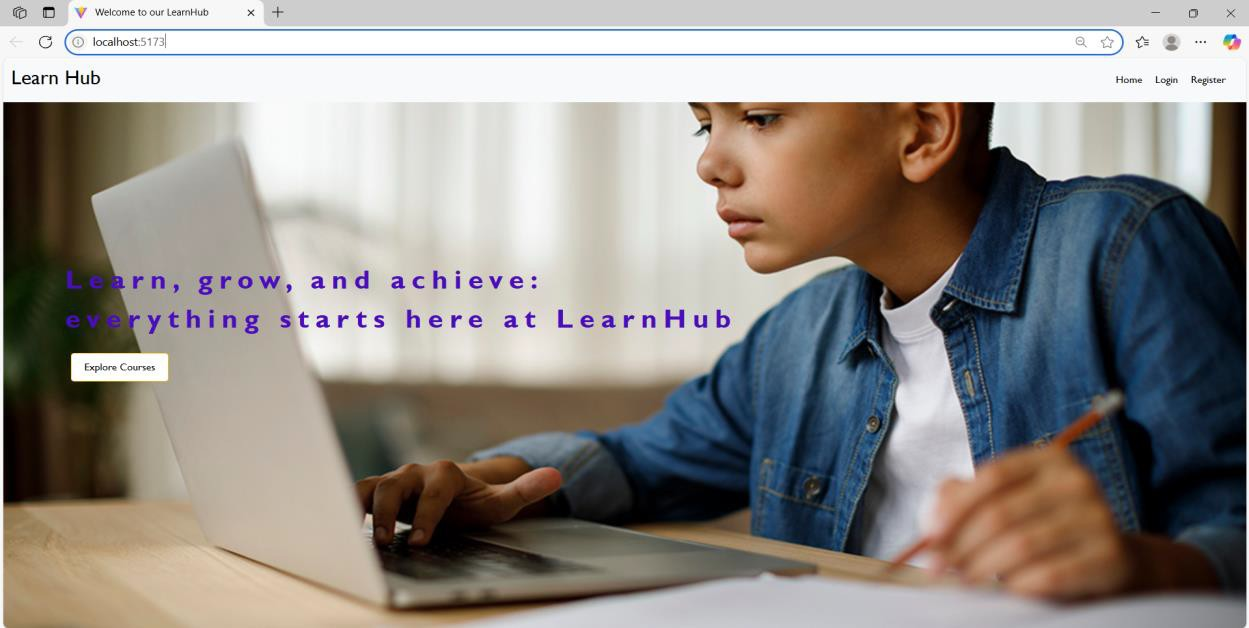 Welcome to our LearnHub
localhost:5173
Learn Hub
Home Login Register
Learn, grow, and achieve:
everything starts here at LearnHub
Explore Courses